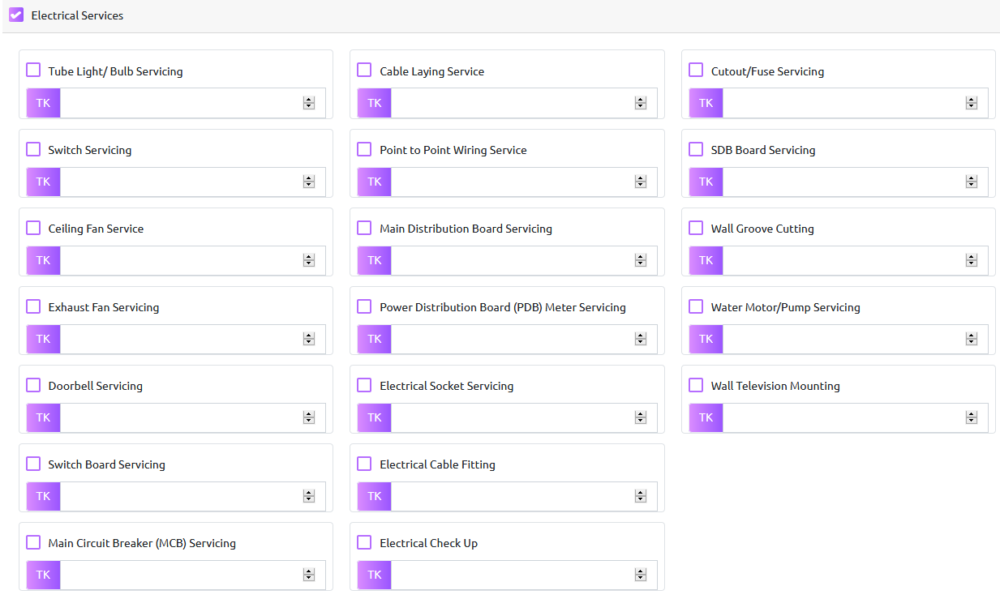 Electrical Services
Tube Light/ Bulb Servicing
TK
Switch Servicing
TK
Ceiling Fan Service
TK
Exhaust Fan Servicing
TK
Doorbell Servicing
TK
Switch Board Servicing
TK
Main Circuit Breaker (MCB) Servicing
TK
Cable Laying Service
TK
Point to Point Wiring Service
TK
Main Distribution Board Servicing
TK
Power Distribution Board (PDB) Meter Servicing
TK
Electrical Socket Servicing
TK
Electrical Cable Fitting
TK
Electrical Check Up
TK
Cutout/Fuse Servicing
TK
SDB Board Servicing
TK
Wall Groove Cutting
TK
Water Motor/Pump Servicing
TK
Wall Television Mounting
TK